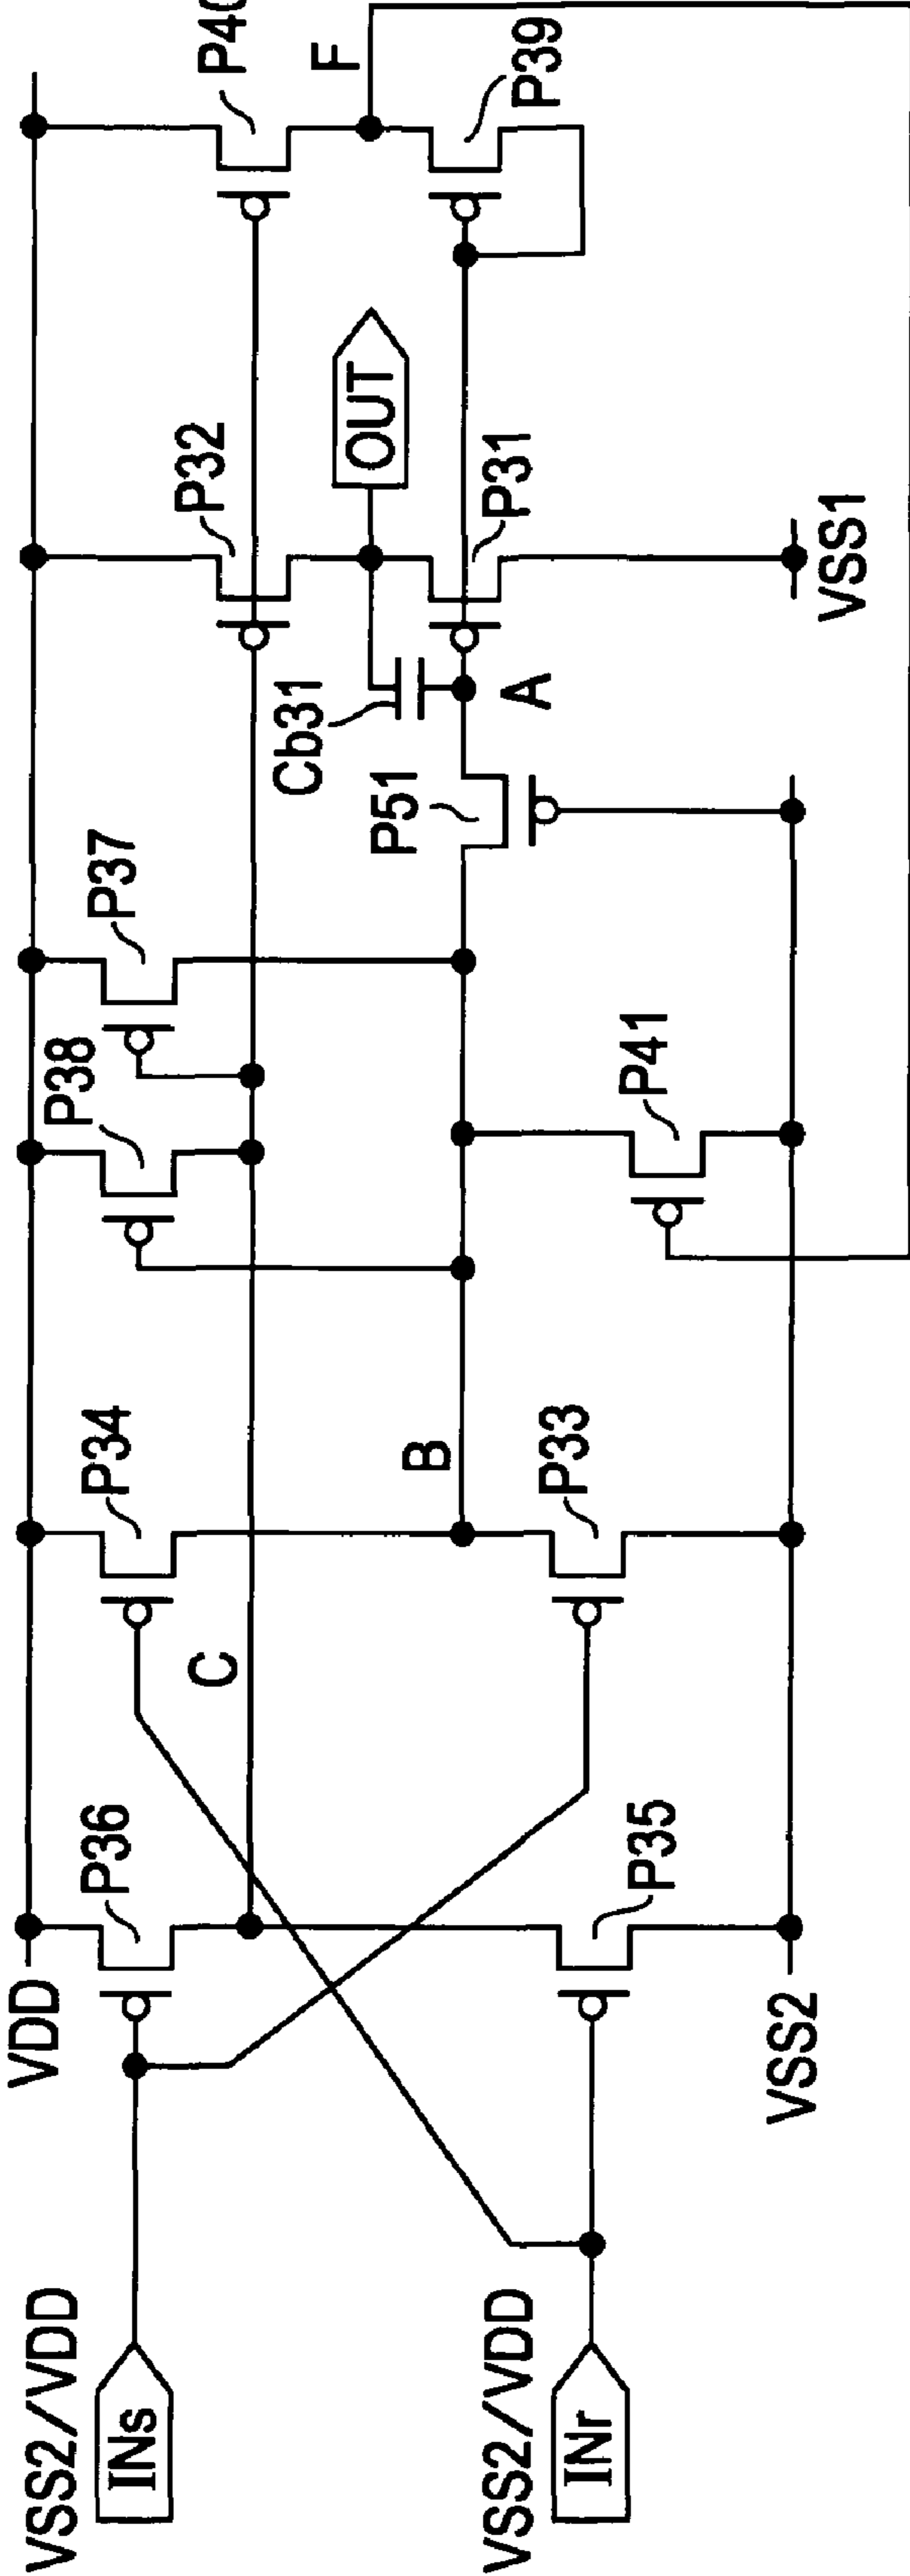 VSS2/VDD
INs
VSS2/VDD
INr
VDD
VSS2
P36
P35
C
P34
B
P33
P38
P37
P41
P51
Cb31
A
P32
OUT
P31
VSS1
P40
F
P39